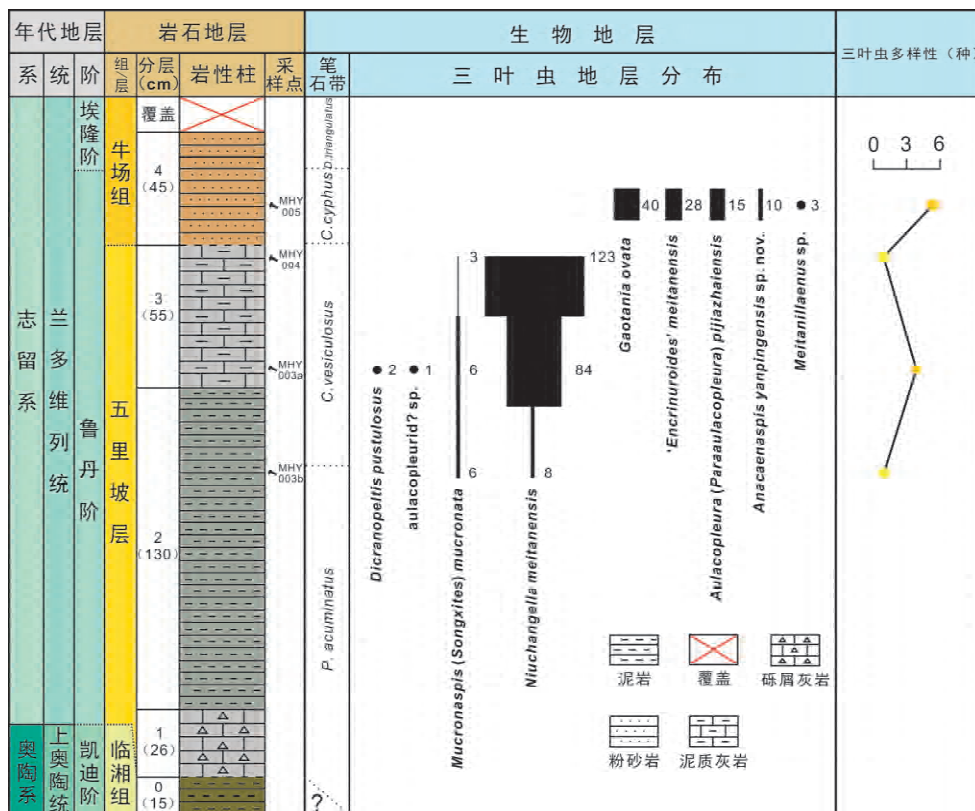 年代地层
岩石地层
生物地层
三叶虫多样性（种）
系
统
阶
组/层
分层(cm)
岩性柱
采样点
笔石带
三叶虫地层分布
志留系
奥陶系
兰多维列统
上奥陶统
埃隆阶
鲁丹阶
凯迪阶
牛场组
五里坡层
临湘组
覆盖
4
(45)
3
(55)
2
(130)
1
(26)
0
(15)
MHY
005
MHY
004
MHY
003a
MHY
003b
D.triangulatus
C.cyphus
C. vesiculosus
P. acuminatus
?
2
Dicranopeltis pustulosus
1
aulacopleurid? sp.
3
6
6
Mucronaspis (Songxites) mucronata
123
84
8
Niuchangella meitanensis
40
Gaotania ovata
28
'Encrinuroides' meitanensis
15
Aulacopleura (Paraaulacopleura) pijiazhaiensis
10
Anacaenaspis yanpingensis sp. nov.
3
Meitanillaenus sp.
0 3 6
泥岩
覆盖
砾屑灰岩
粉砂岩
泥质灰岩